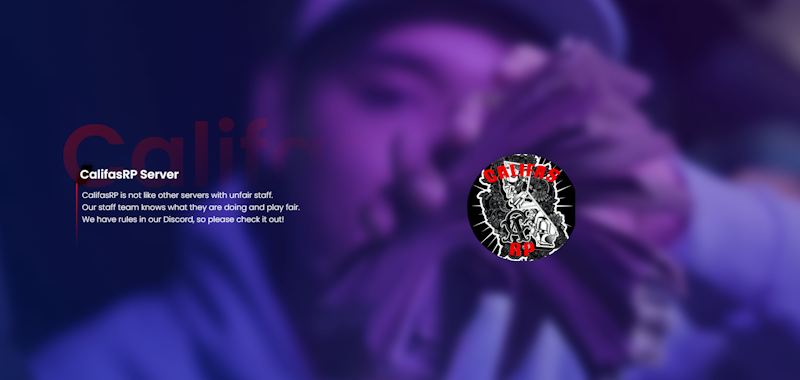 Califas
CalifasRP Server
CalifasRP is not like other servers with unfair staff.
Our staff team knows what they are doing and play fair.
We have rules in our Discord, so please check it out!
CALIFAS
RP